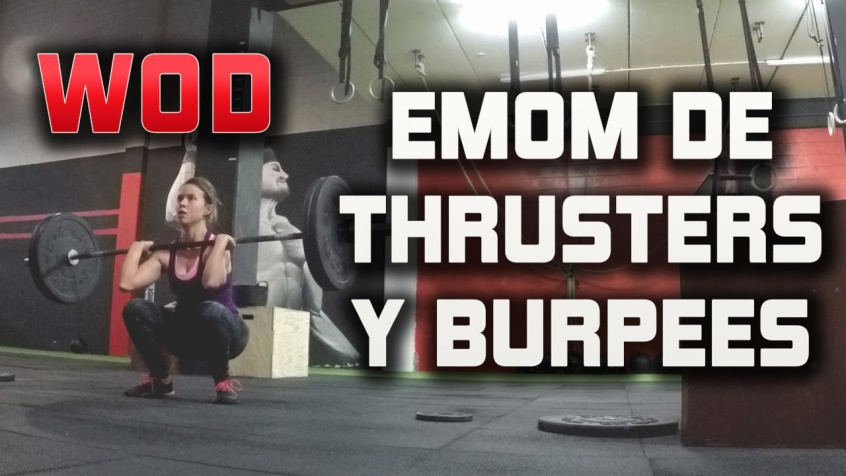 WOD
EMOM DE
THRUSTERS
Y BURPEES